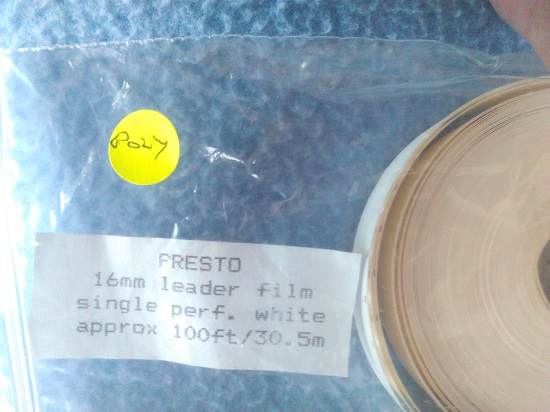 Poly
PRESTO
16mm leader film
single perf. white
approx 100ft/30.5m